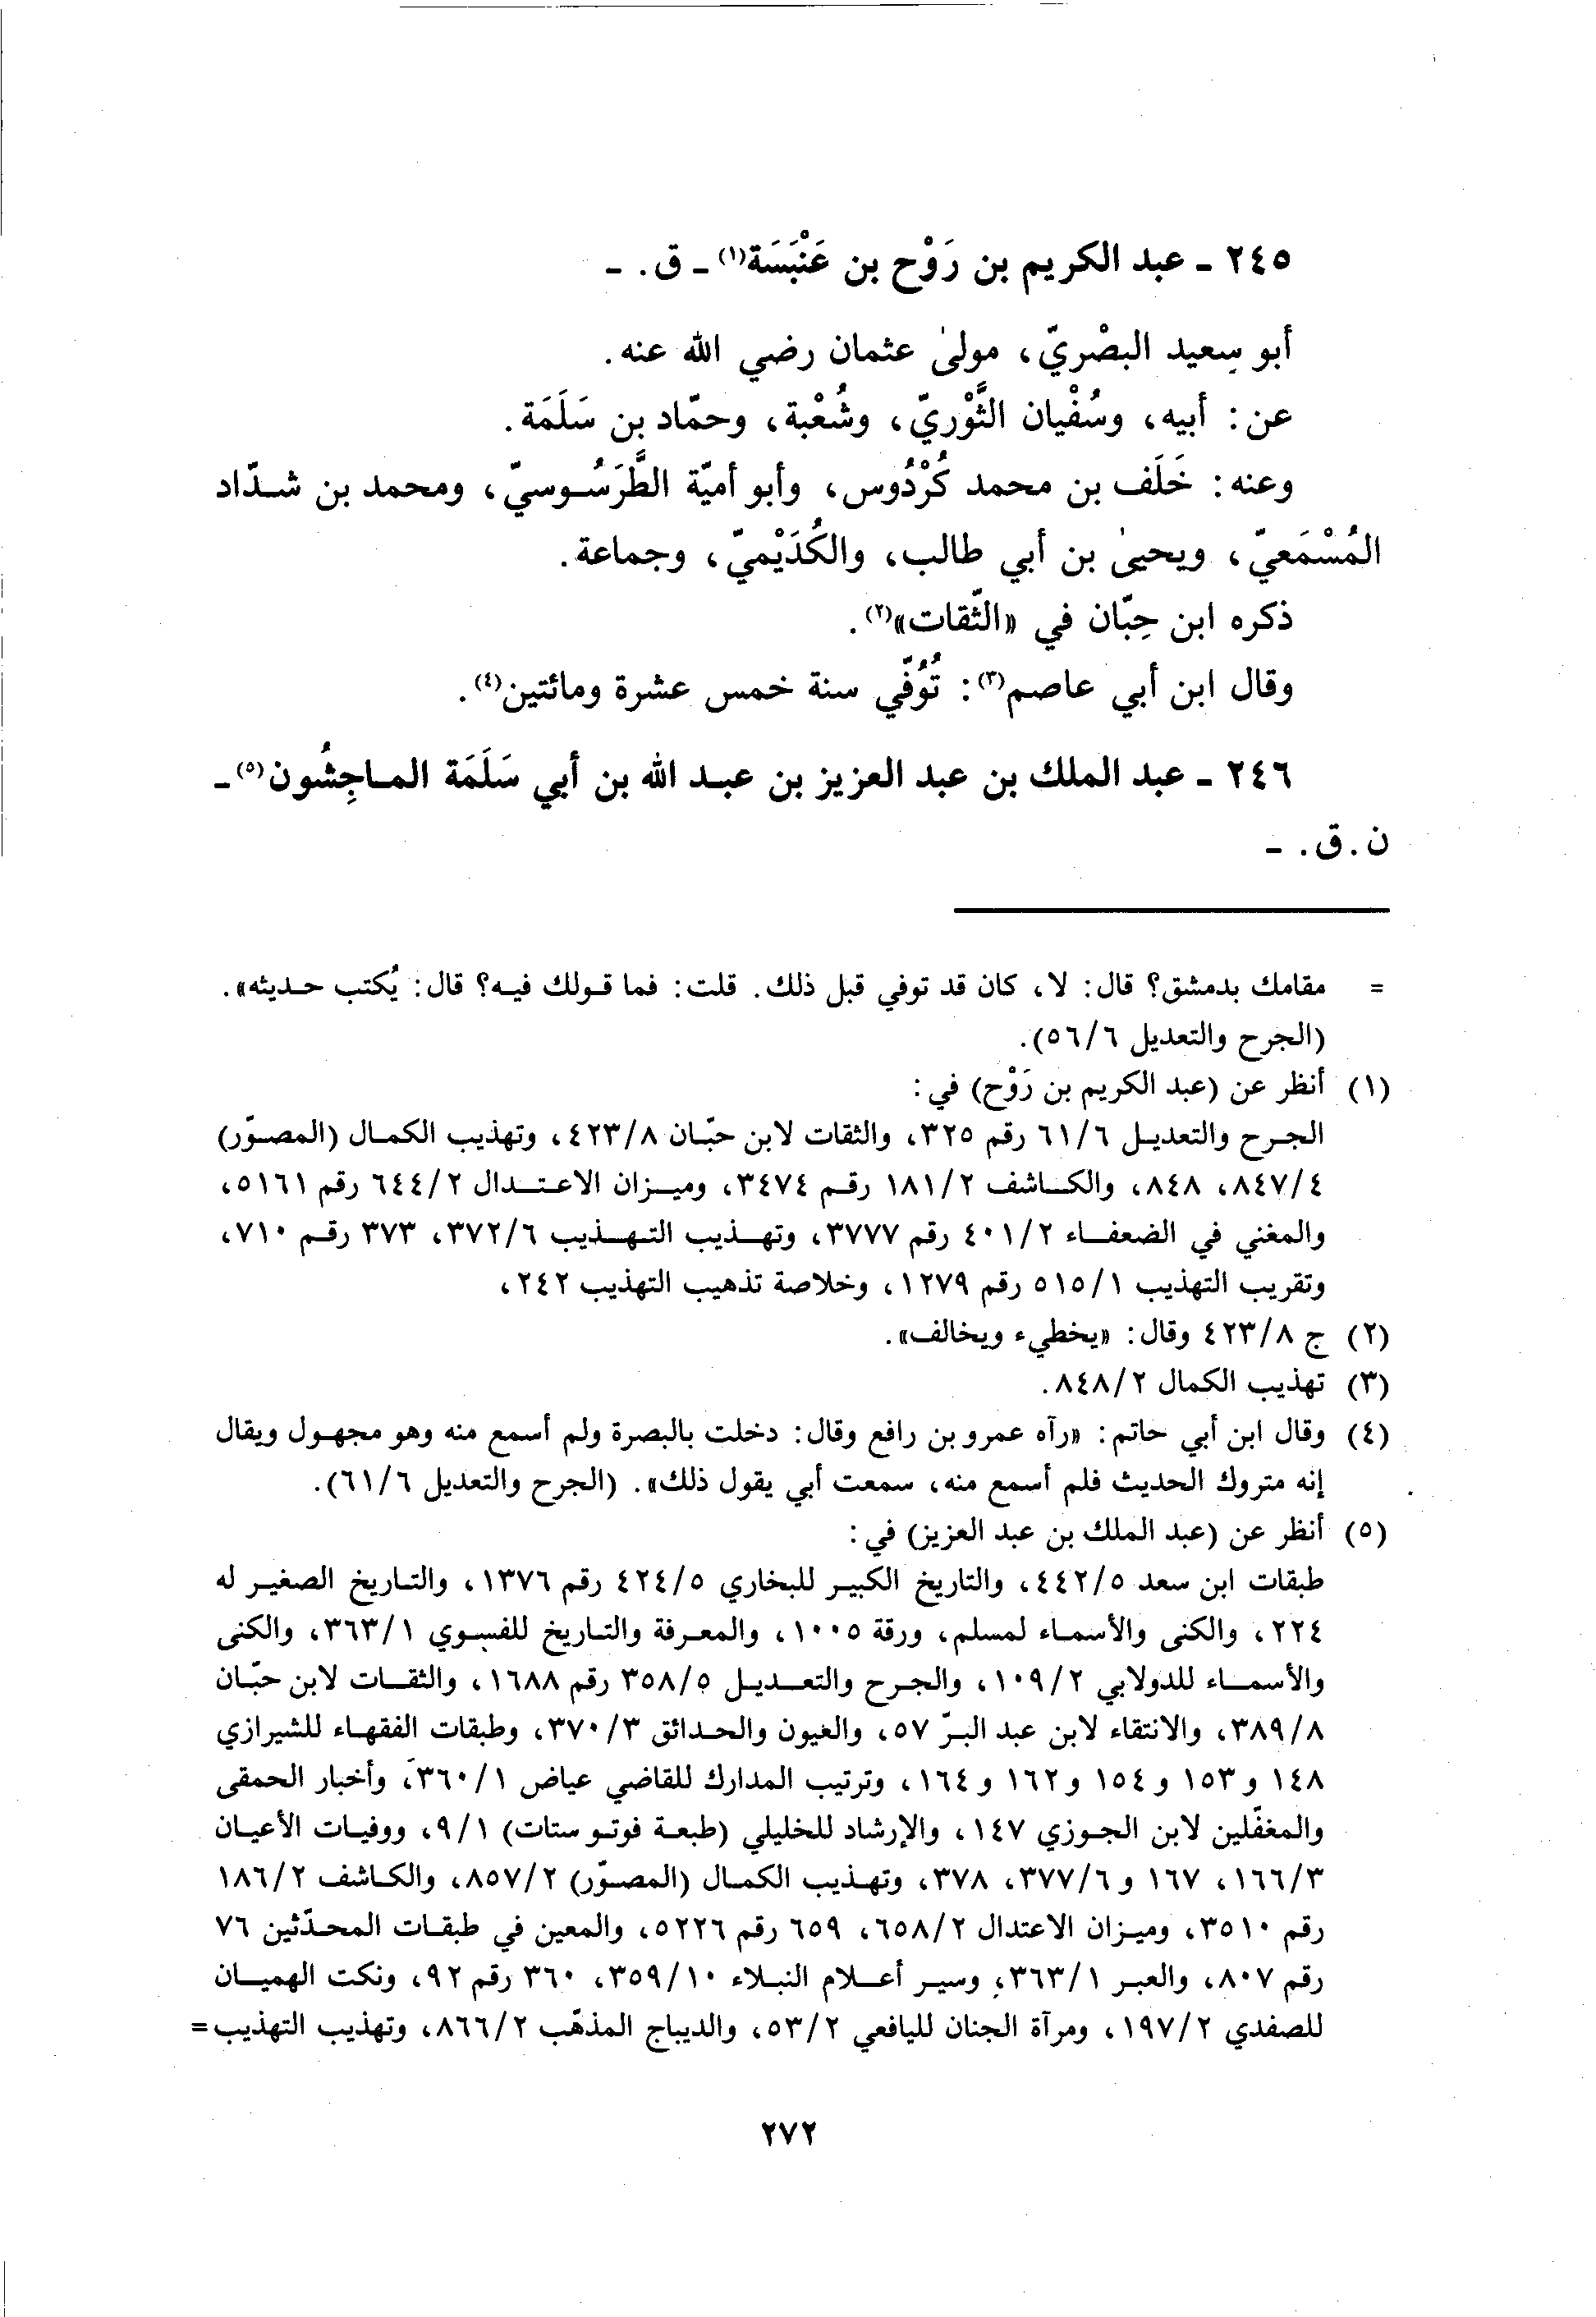 ٢٤٥ - عبد الكريم بن رَوْح بن عَنْبَسَة(١) - ق. -
أبو سعيد البصْريّ، مولىٰ عثمان رضي الله عنه.
عن: أبيه، وسُفْيان الثَّوْريّ، وشُعْبة، وحمّاد بن سَلَمَة.
وعنه: خَلَف بن محمد كُرْدُوس، وأبو أميّة الطَّرَسُوسيّ، ومحمد بن شدّاد
المُسْمَعيّ، ويحيىٰ بن أبي طالب، والكُدَيْميّ، وجماعة.
ذكره ابن حِبّان في «الثّقات»(٢).
وقال ابن أبي عاصم(٣): تُوُفّي سنة خمس عشرة ومائتين(٤).
٢٤٦ - عبد الملك بن عبد العزيز بن عبد الله بن أبي سَلَمَة الماجِشُون(٥) -
ن. ق. -
= مقامك بدمشق؟ قال: لا، كان قد توفي قبل ذلك. قلت: فما قولك فيه؟ قال: يُكتب حديثه».
(الجرح والتعديل ٥٦/٦).
(١) أنظر عن (عبد الكريم بن رَوْح) في:
الجرح والتعديل ٦١/٦ رقم ٣٢٥، والثقات لابن حبّان ٤٢٣/٨، وتهذيب الكمال (المصوّر)
٨٤٧/٤، ٨٤٨، والكاشف ١٨١/٢ رقم ٣٤٧٤، وميزان الاعتدال ٦٤٤/٢ رقم ٥١٦١،
والمغني في الضعفاء ٤٠١/٢ رقم ٣٧٧٧، وتهذيب التهذيب ٣٧٢/٦، ٣٧٣ رقم ٧١٠،
وتقريب التهذيب ٥١٥/١ رقم ١٢٧٩، وخلاصة تذهيب التهذيب ٢٤٢،
(٢) ج ٤٢٣/٨ وقال: «يخطيء ويخالف».
(٣) تهذيب الكمال ٨٤٨/٢.
(٤) وقال ابن أبي حاتم: «رآه عمرو بن رافع وقال: دخلت بالبصرة ولم أسمع منه وهو مجهول ويقال
إنه متروك الحديث فلم أسمع منه، سمعت أبي يقول ذلك». (الجرح والتعديل ٦١/٦).
(٥) أنظر عن (عبد الملك بن عبد العزيز) في:
طبقات ابن سعد ٤٤٢/٥، والتاريخ الكبير للبخاري ٤٢٤/٥ رقم ١٣٧٦، والتاريخ الصغير له
٢٢٤، والكنى والأسماء لمسلم، ورقة ١٠٠٥، والمعرفة والتاريخ للفسوي ٣٦٣/١، والكنى
والأسماء للدولابي ١٠٩/٢، والجرح والتعديل ٣٥٨/٥ رقم ١٦٨٨، والثقات لابن حبّان
٣٨٩/٨، والانتقاء لابن عبد البرّ ٥٧، والعيون والحدائق ٣٧٠/٣، وطبقات الفقهاء للشيرازي
١٤٨ و١٥٣ و١٥٤ و١٦٢ و١٦٤، وترتيب المدارك للقاضي عياض ٣٦٠/١، وأخبار الحمقى
والمغفّلين لابن الجوزي ١٤٧، والإرشاد للخليلي (طبعة فوتوستات) ٩/١، ووفيات الأعيان
١٦٦/٣، ١٦٧ و٣٧٧/٦، ٣٧٨، وتهذيب الكمال (المصوّر) ٨٥٧/٢، والكاشف ١٨٦/٢
رقم ٣٥١٠، وميزان الاعتدال ٦٥٨/٢، ٦٥٩ رقم ٥٢٢٦، والمعين في طبقات المحدّثين ٧٦
رقم ٨٠٧، والعبر ٣٦٣/١، وسير أعلام النبلاء ٣٥٩/١٠، ٣٦٠ رقم ٩٢، ونكت الهميان
للصفدي ١٩٧/٢، ومرآة الجنان لليافعي ٥٣/٢، والديباج المذهّب ٨٦٦/٢، وتهذيب التهذيب =
٢٧٢